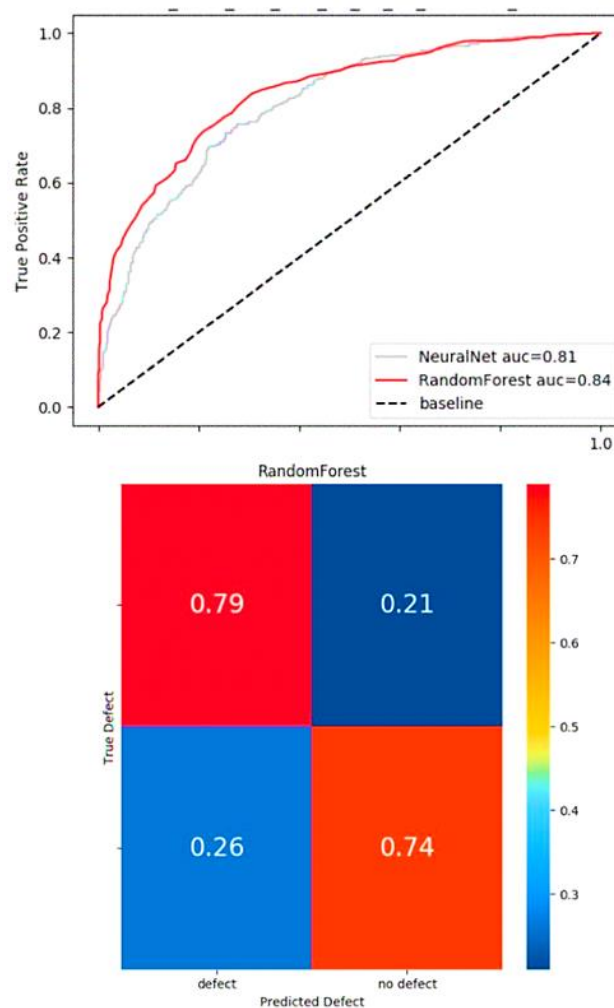 1.0
0.8
0.6
0.4
0.2
0.0
True Positive Rate
NeuralNet auc=0.81
RandomForest auc=0.84
baseline
1.0
RandomForest
0.79 0.21
0.26 0.74
True Defect
defect no defect
Predicted Defect
0.7
0.6
0.5
0.4
0.3